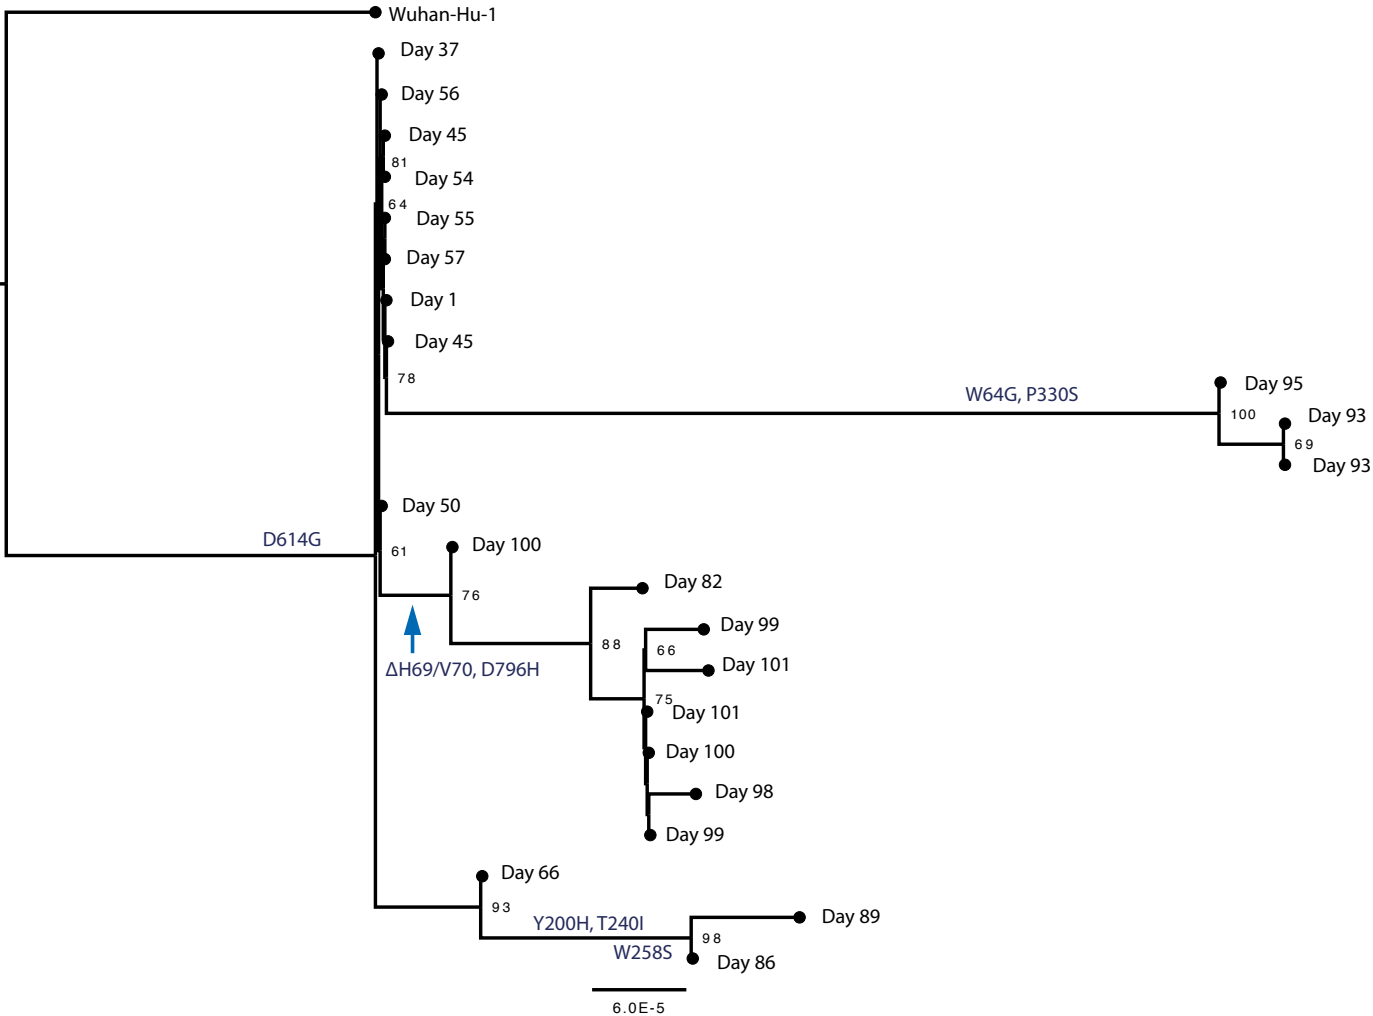 Wuhan-Hu-1
Day 37
Day 56
Day 45
81
Day 54
64
Day 55
Day 57
Day 1
Day 45
78
W64G, P330S
Day 95
100
Day 93
69
Day 93
Day 50
D614G
61
Day 100
76
Day 82
ΔH69/V70, D796H
88
Day 99
66
Day 101
75
Day 101
Day 100
Day 98
Day 99
Day 66
93
Y200H, T240I
W258S
Day 89
98
Day 86
6.0E-5